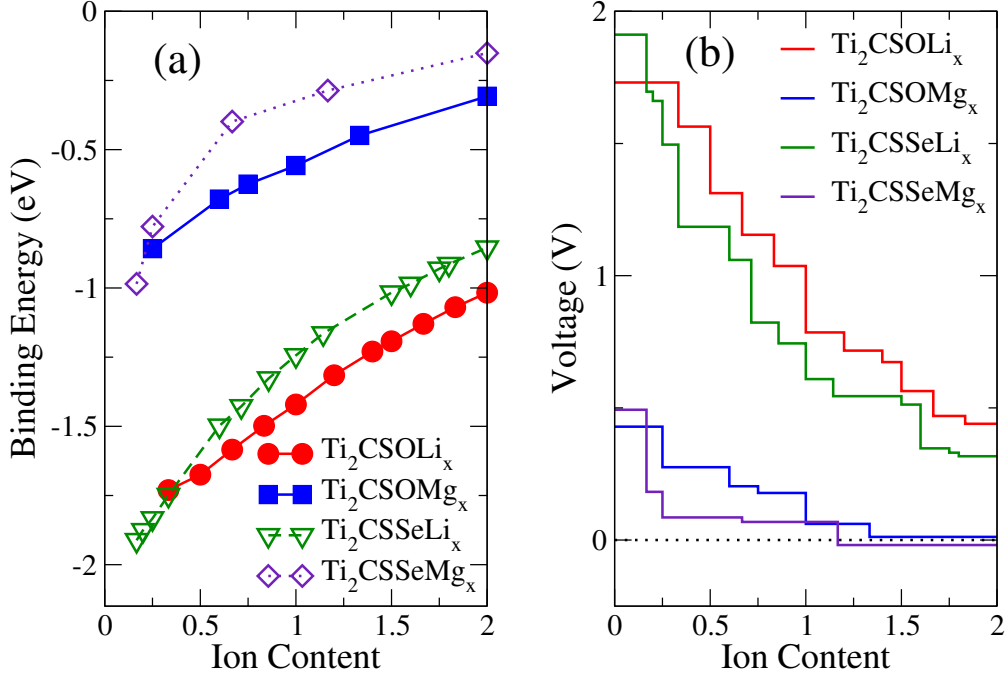 (a)
Binding Energy (eV)
0
-0.5
-1
-1.5
-2
Ti₂CSOLiₓ
Ti₂CSOMgₓ
Ti₂CSSeLiₓ
Ti₂CSSeMgₓ
0 0.5 1 1.5 2
Ion Content
(b)
Voltage (V)
2
1
0
Ti₂CSOLiₓ
Ti₂CSOMgₓ
Ti₂CSSeLiₓ
Ti₂CSSeMgₓ
0 0.5 1 1.5 2
Ion Content